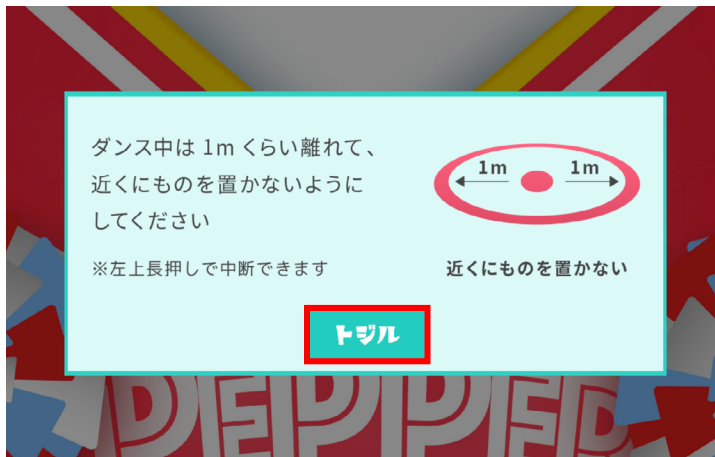 ダンス中は 1m くらい離れて、
近くにものを置かないように
してください
※左上長押しで中断できます
1m 1m
近くにものを置かない
トジル
PEPPER